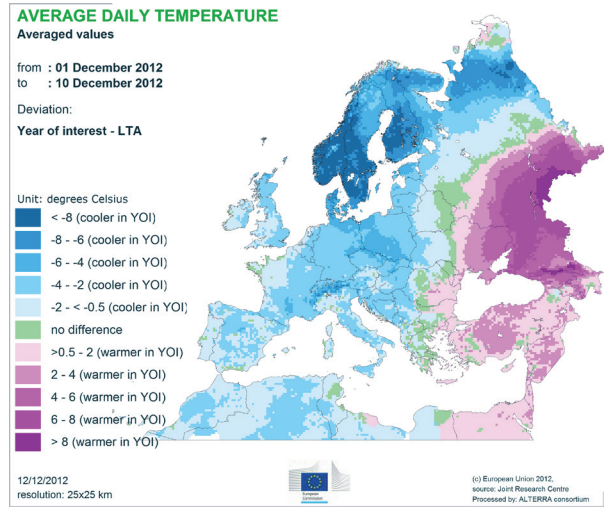 AVERAGE DAILY TEMPERATURE
Averaged values
from : 01 December 2012
to : 10 December 2012
Deviation:
Year of interest - LTA
Unit: degrees Celsius
< -8 (cooler in YOI)
-8 - -6 (cooler in YOI)
-6 - -4 (cooler in YOI)
-4 - -2 (cooler in YOI)
-2 - < -0.5 (cooler in YOI)
no difference
>0.5 - 2 (warmer in YOI)
2 - 4 (warmer in YOI)
4 - 6 (warmer in YOI)
6 - 8 (warmer in YOI)
> 8 (warmer in YOI)
12/12/2012
resolution: 25x25 km
European
Commission
(c) European Union 2012,
source: Joint Research Centre
Processed by: ALTERRA consortium